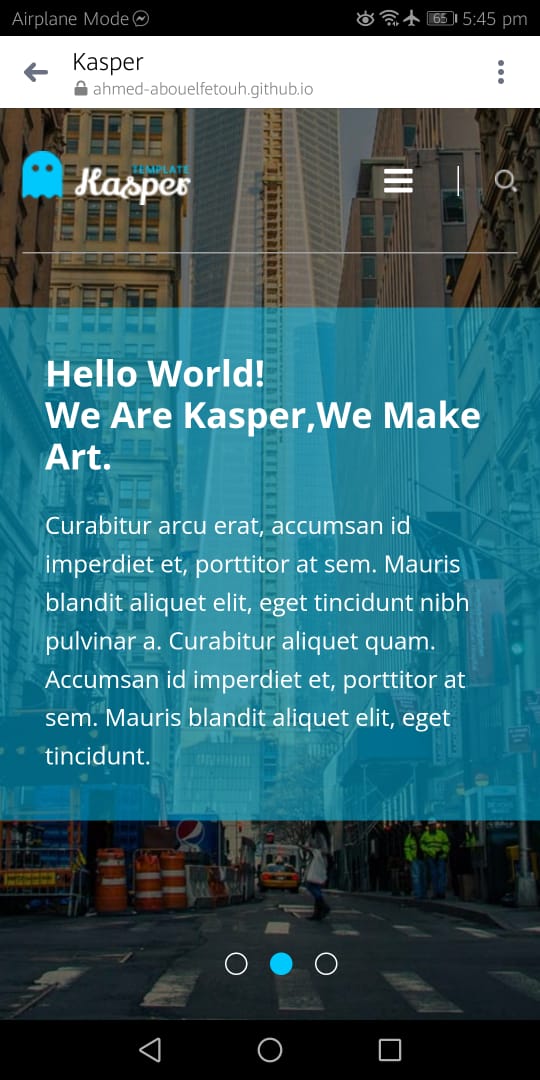 Airplane Mode
65 5:45 pm
Kasper
ahmed-abouelfetouh.github.io
TEMPLATE
Kasper
Hello World!
We Are Kasper,We Make
Art.
Curabitur arcu erat, accumsan id
imperdiet et, porttitor at sem. Mauris
blandit aliquet elit, eget tincidunt nibh
pulvinar a. Curabitur aliquet quam.
Accumsan id imperdiet et, porttitor at
sem. Mauris blandit aliquet elit, eget
tincidunt.